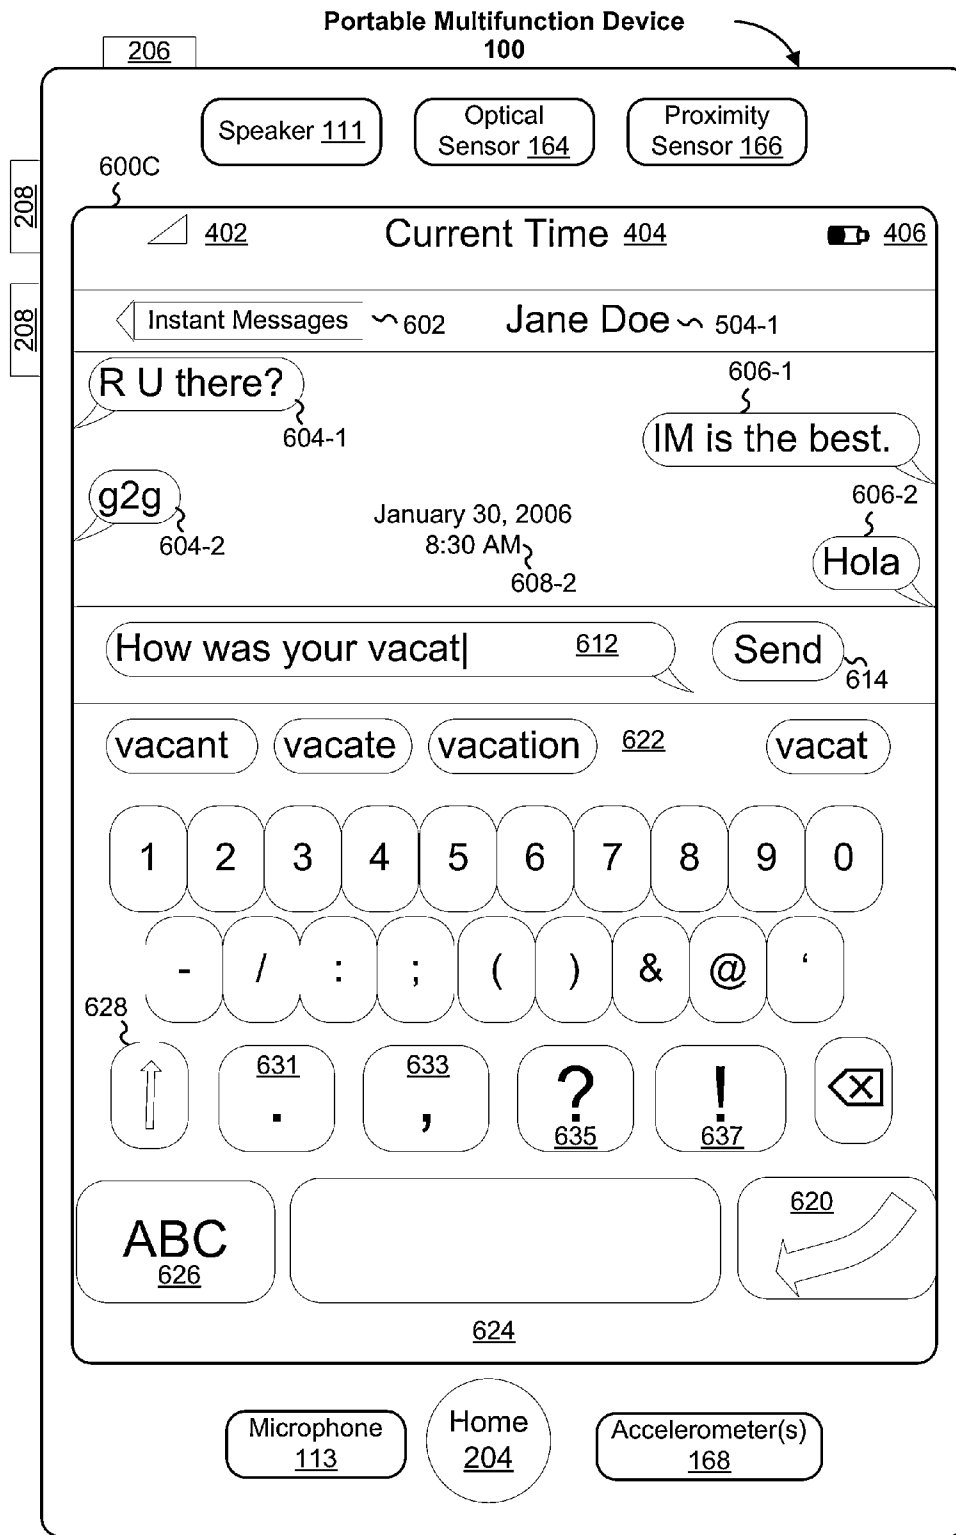 Portable Multifunction Device
100
206
Speaker 111
Optical
Sensor 164
Proximity
Sensor 166
600C
208
208
402
Current Time 404
406
Instant Messages
602
Jane Doe
504-1
R U there?
604-1
606-1
IM is the best.
g2g
604-2
January 30, 2006
8:30 AM
608-2
606-2
Hola
How was your vacat
612
Send
614
vacant
vacate
vacation
622
vacat
1 2 3 4 5 6 7 8 9 0
- / : ; ( ) & @ ‘
628
631
.
633
,
?
635
!
637
ABC
626
620
624
Microphone
113
Home
204
Accelerometer(s)
168